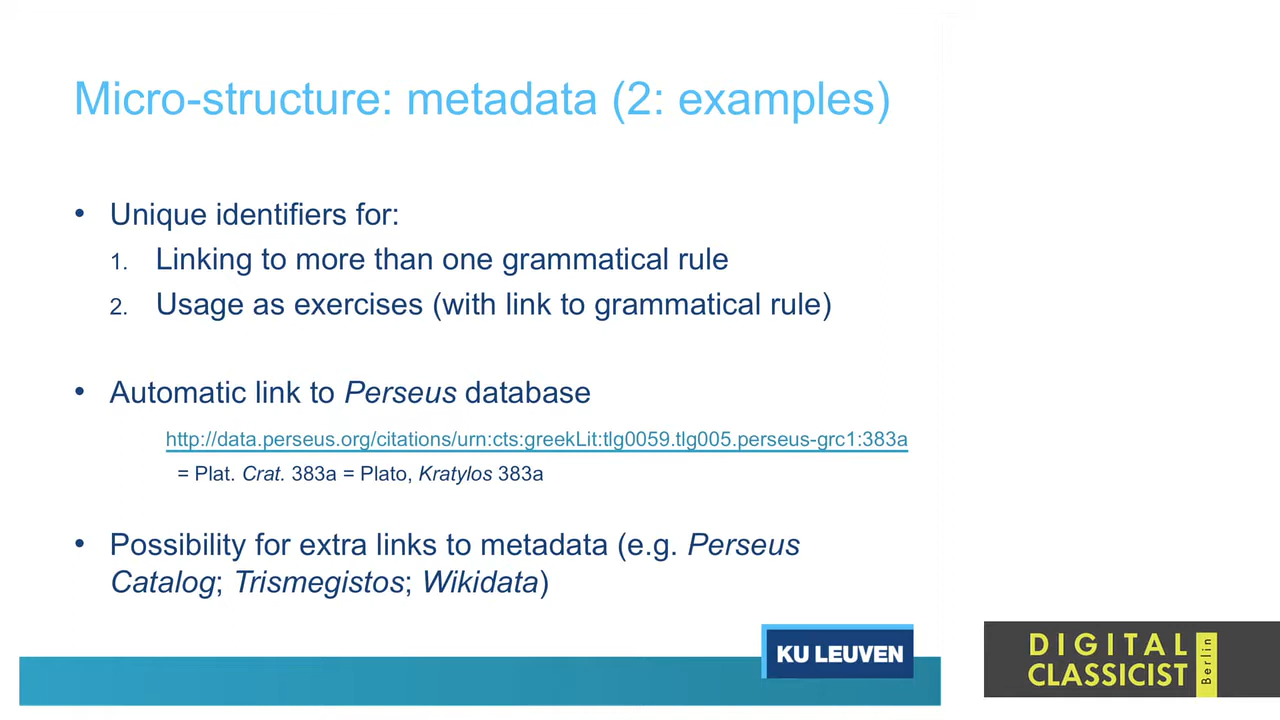 Micro-structure: metadata (2: examples)
• Unique identifiers for:
1. Linking to more than one grammatical rule
2. Usage as exercises (with link to grammatical rule)
• Automatic link to Perseus database
http://data.perseus.org/citations/urn:cts:greekLit:tlg0059.tlg005.perseus-grc1:383a
= Plat. Crat. 383a = Plato, Kratylos 383a
• Possibility for extra links to metadata (e.g. Perseus
Catalog; Trismegistos; Wikidata)
KU LEUVEN
DIGITAL
CLASSICIST
Berlin